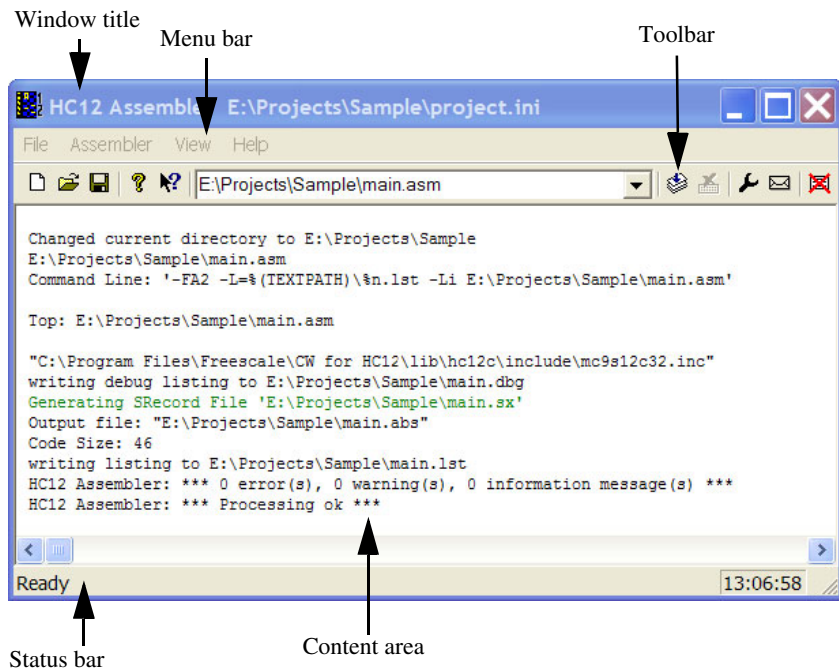 Window title
Menu bar
Toolbar
HC12 Assembler E:\Projects\Sample\project.ini
File Assembler View Help
E:\Projects\Sample\main.asm
Changed current directory to E:\Projects\Sample
E:\Projects\Sample\main.asm
Command Line: '-FA2 -L=%(TEXTPATH)\%n.lst -Li E:\Projects\Sample\main.asm'
Top: E:\Projects\Sample\main.asm
"C:\Program Files\Freescale\CW for HC12\lib\hc12c\include\mc9s12c32.inc"
writing debug listing to E:\Projects\Sample\main.dbg
Generating SRecord File 'E:\Projects\Sample\main.sx'
Output file: "E:\Projects\Sample\main.abs"
Code Size: 46
writing listing to E:\Projects\Sample\main.lst
HC12 Assembler: *** 0 error(s), 0 warning(s), 0 information message(s) ***
HC12 Assembler: *** Processing ok ***
Ready
13:06:58
Status bar
Content area